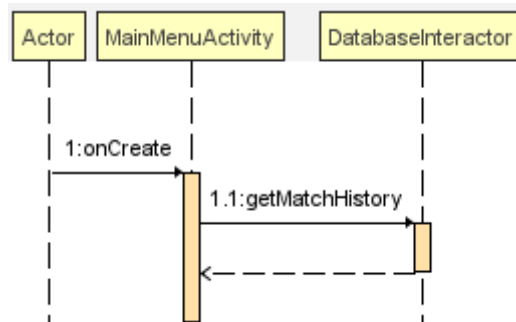 Actor
MainMenuActivity
DatabaseInteractor
1:onCreate
1.1:getMatchHistory